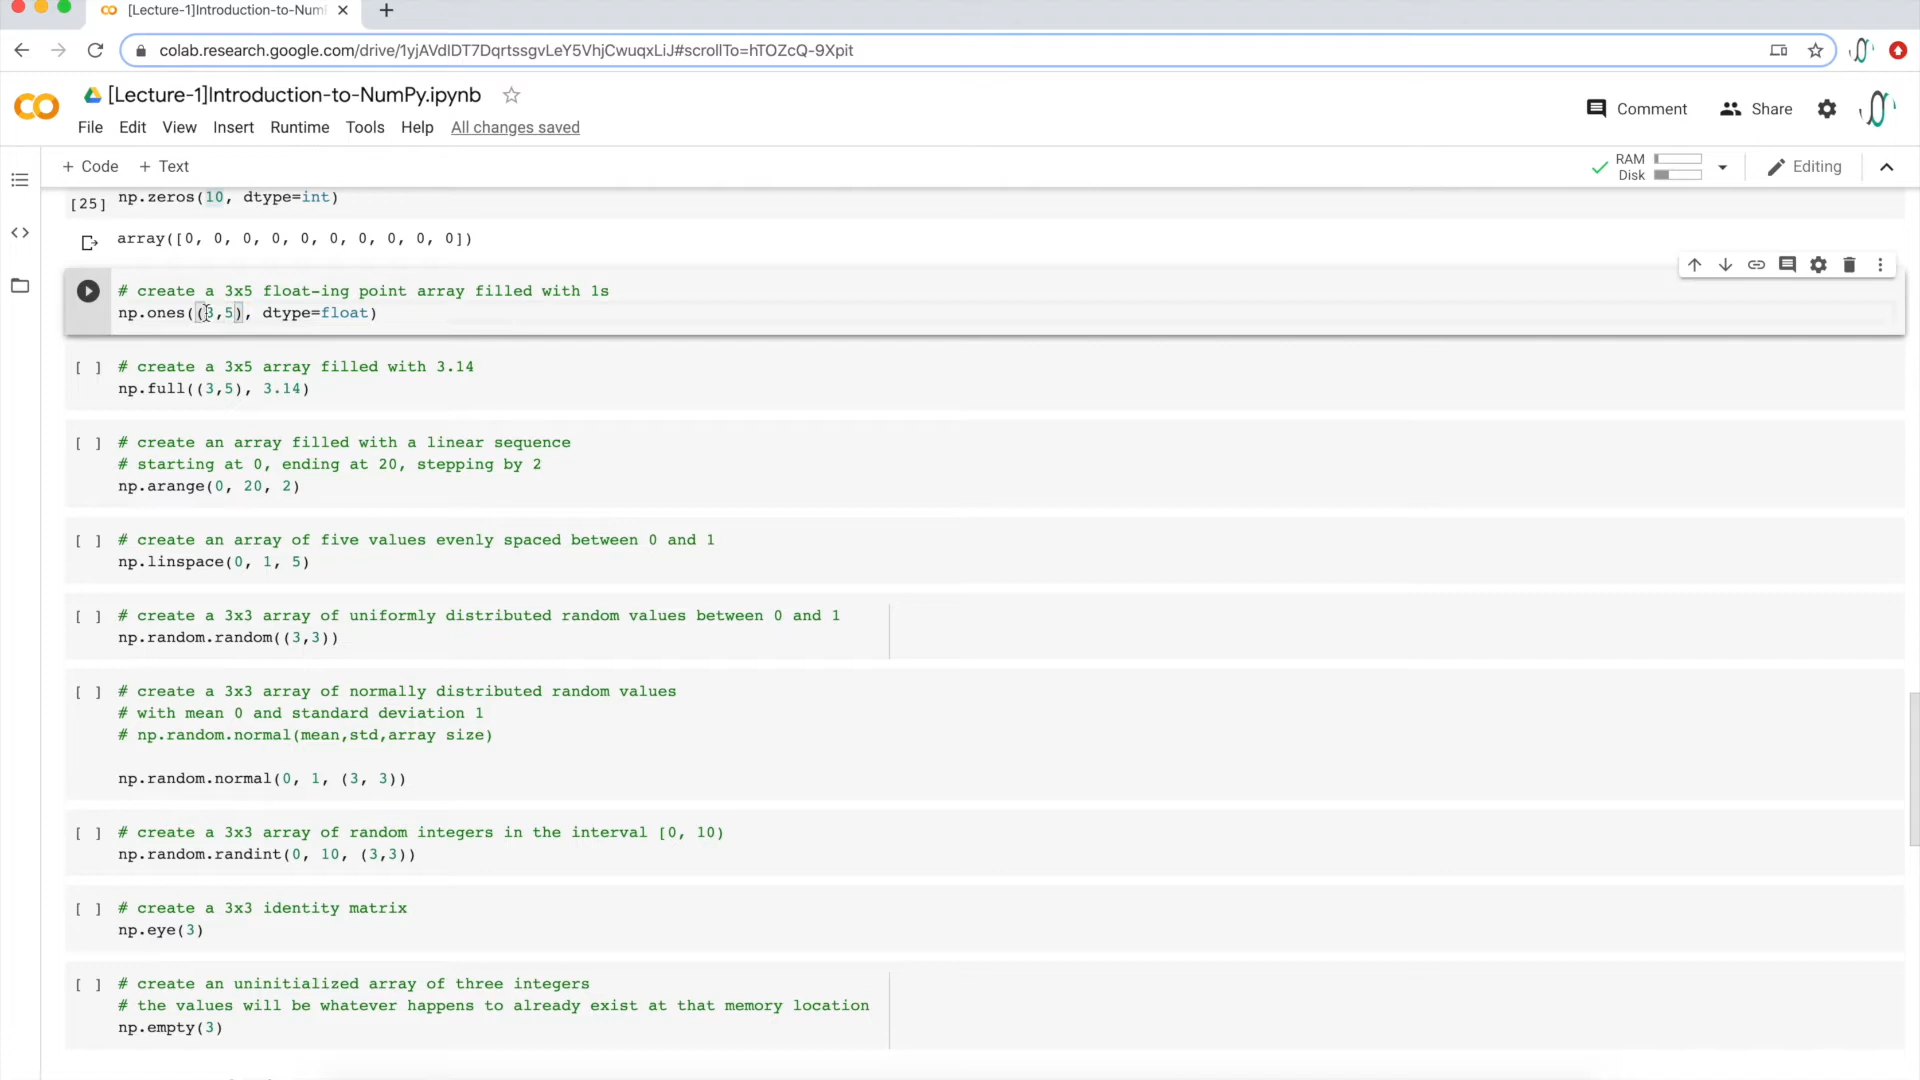 [Lecture-1]Introduction-to-NumI
colab.research.google.com/drive/1yjAVdlDT7DqrtssgvLeY5VhjCwuqxLiJ#scrollTo=hTOZcQ-9Xpit
[Lecture-1]Introduction-to-NumPy.ipynb
Comment
Share
File Edit View Insert Runtime Tools Help All changes saved
+ Code + Text
RAM
Disk
Editing
[25] np.zeros(10, dtype=int)
array([0, 0, 0, 0, 0, 0, 0, 0, 0, 0])
# create a 3x5 float-ing point array filled with 1s
np.ones((3,5), dtype=float)
[ ] # create a 3x5 array filled with 3.14
np.full((3,5), 3.14)
[ ] # create an array filled with a linear sequence
# starting at 0, ending at 20, stepping by 2
np.arange(0, 20, 2)
[ ] # create an array of five values evenly spaced between 0 and 1
np.linspace(0, 1, 5)
[ ] # create a 3x3 array of uniformly distributed random values between 0 and 1
np.random.random((3,3))
[ ] # create a 3x3 array of normally distributed random values
# with mean 0 and standard deviation 1
# np.random.normal(mean,std,array size)
np.random.normal(0, 1, (3, 3))
[ ] # create a 3x3 array of random integers in the interval [0, 10)
np.random.randint(0, 10, (3,3))
[ ] # create a 3x3 identity matrix
np.eye(3)
[ ] # create an uninitialized array of three integers
# the values will be whatever happens to already exist at that memory location
np.empty(3)